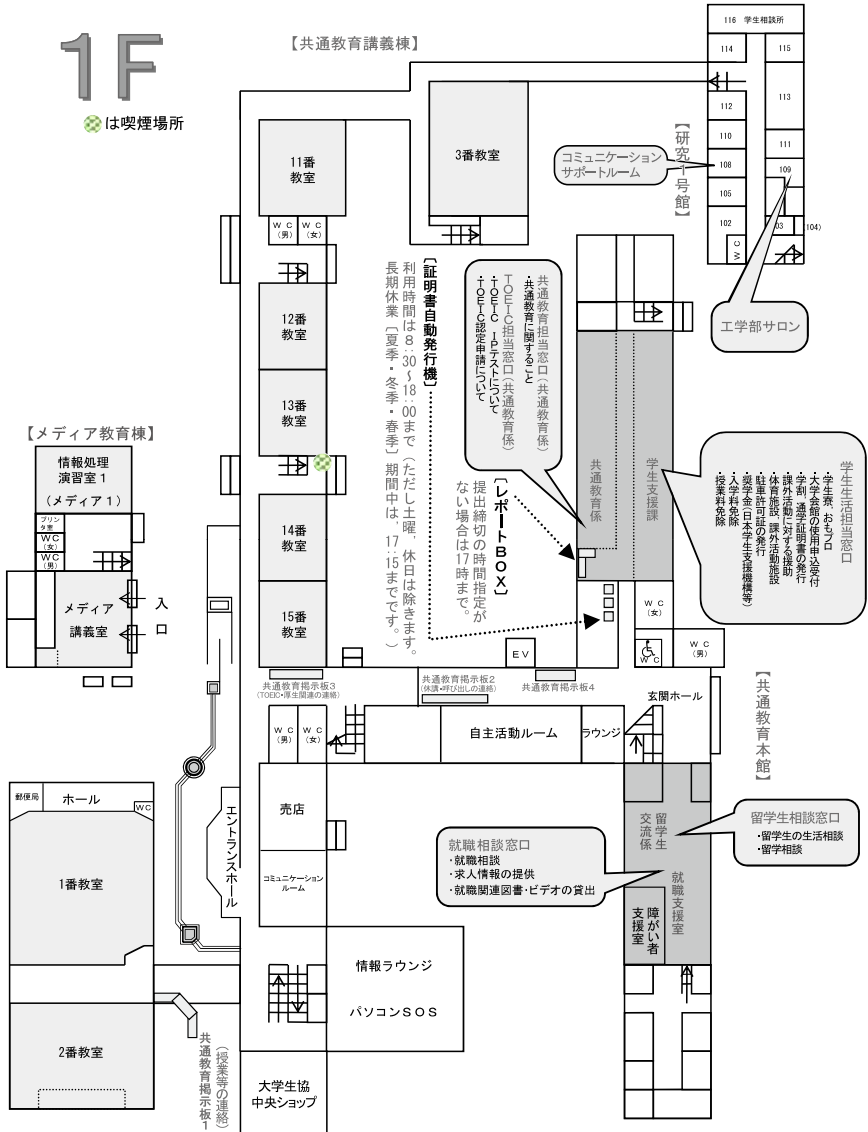 1F
は喫煙場所
【共通教育講義棟】
116 学生相談所
114
115
113
112
110
111
108
109
105
102
103
104)
WC
【研究1号館】
コミュニケーション
サポートルーム
工学部サロン
3番教室
11番
教室
WC
(男)
WC
(女)
12番
教室
13番
教室
14番
教室
15番
教室
[証明書自動発行機]
利用時間は8:30～18:00まで(ただし土曜、休日は除きます。
長期休業[夏季・冬季・春季]期間中は、17:15までです。)
共通教育担当窓口(共通教育係)
・共通教育に関すること
TOEIC担当窓口(共通教育係)
・TOEIC IPテストについて
・TOEIC認定申請について
[レポートBOX]
提出締切の時間指定が
ない場合は17時まで。
共通教育係
学生支援課
学生生活担当窓口
・学生寮、おもプロ
・大学会館の使用申込受付
・学割、通学証明書の発行
・課外活動に対する援助
・体育施設、課外活動施設
・駐車許可証の発行
・奨学金(日本学生支援機構等)
・入学料免除
・授業料免除
【メディア教育棟】
情報処理
演習室1
(メディア1)
プリン
タ室
WC
(女)
WC
(男)
メディア
講義室
入
口
EV
WC
(女)
WC
WC
(男)
共通教育掲示板3
(TOEIC・厚生関連の連絡)
共通教育掲示板2
(休講・呼び出しの連絡)
共通教育掲示板4
玄関ホール
【共通教育本館】
WC
(男)
WC
(女)
自主活動ルーム
ラウンジ
郵便局
ホール
WC
1番教室
2番教室
エントランスホール
売店
コミュニケーション
ルーム
就職相談窓口
・就職相談
・求人情報の提供
・就職関連図書・ビデオの貸出
留学生
交流係
就職支援室
障がい者
支援室
留学生相談窓口
・留学生の生活相談
・留学相談
情報ラウンジ
パソコンSOS
大学生協
中央ショップ
共通教育掲示板1
(授業等の連絡)